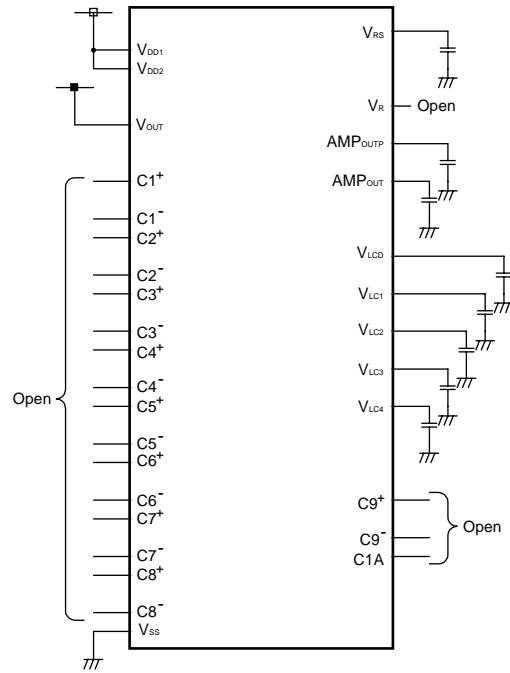 VDD1
VDD2
VOUT
C1+
C1-
C2+
C2-
C3+
C3-
C4+
C4-
C5+
C5-
C6+
C6-
C7+
C7-
C8+
C8-
VSS
Open
VRS
VR Open
AMPOUTP
AMPOUT
VLCD
VLC1
VLC2
VLC3
VLC4
C9+
C9-
C1A
Open